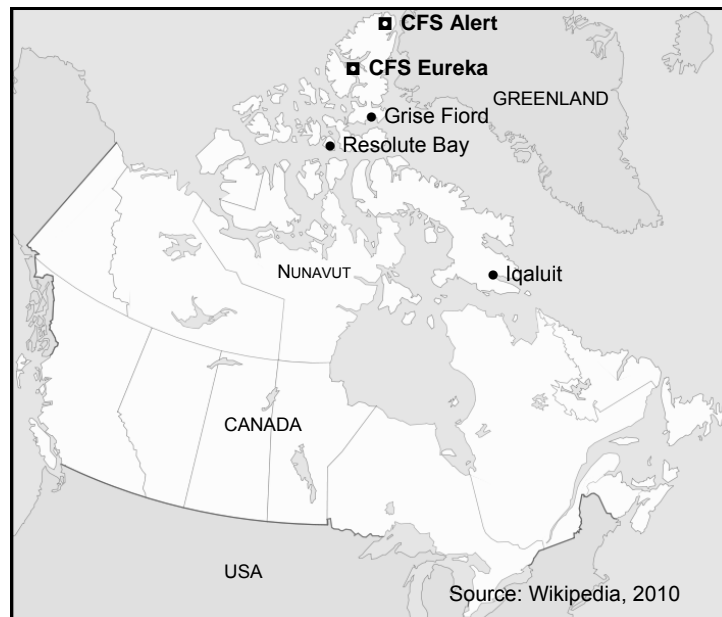 CFS Alert
CFS Eureka
GREENLAND
Grise Fiord
Resolute Bay
NUNAVUT
Iqaluit
CANADA
USA
Source: Wikipedia, 2010